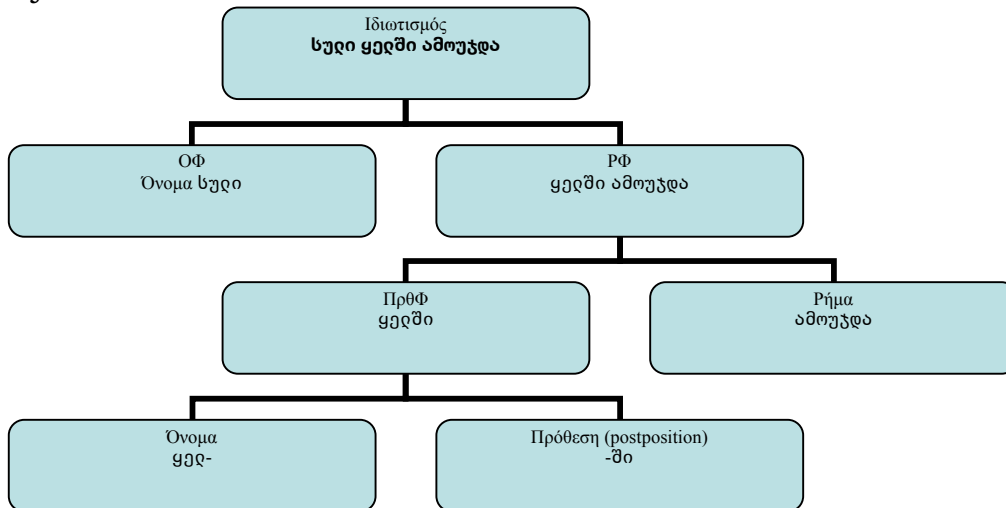 Ιδιωτισμός
სული ყელში ამოუჯდა
ΟΦ
Όνομα სული
ΡΦ
ყელში ამოუჯდა
ΠρθΦ
ყელში
Ρήμα
ამოუჯდა
Όνομα
ყელ-
Πρόθεση (postposition)
-ში